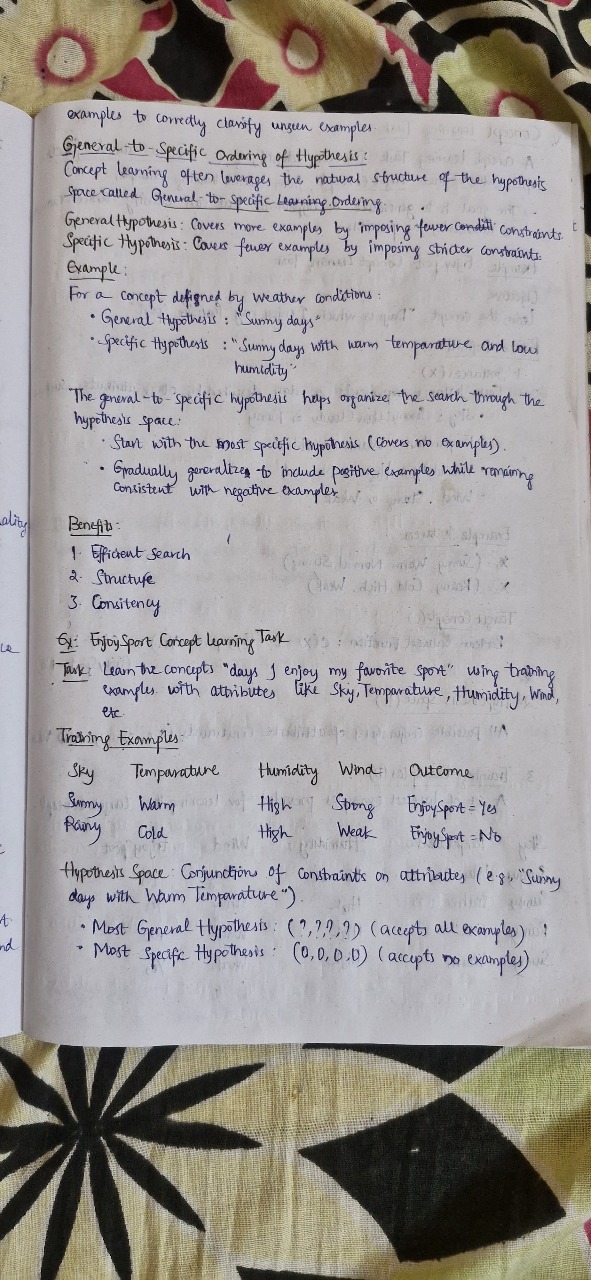 examples to correctly clarify unseen examples.
General-to-Specific Ordering of Hypothesis:
Concept learning often leverages the natural structure of the hypothesis
space called General-to-Specific Learning Ordering.
General Hypothesis: Covers more examples by imposing fewer conditi constraints.
Specific Hypothesis: Covers fewer examples by imposing stricter constraints.
Example:
For a concept defigned by weather conditions:
• General Hypothesis: "Sunny days"
• Specific Hypothesis: "Sunny days with warm temparature and low
humidity"
The general-to-specific hypothesis helps organize the search through the
hypothesis space:
• Start with the most specific hypothesis (covers no examples).
• Gradually generalizes to include positive examples while remaining
consistent with negative examples.
ality
Benefits:
1. Efficient Search
2. Structure
3. Consitency
Ex: EnjoySport Concept Learning Task
Task: Learn the concepts "days I enjoy my favorite sport" using training
examples with attributes like Sky, Temparature, Humidity, Wind,
etc
Training Examples:
Sky Temparature Humidity Wind Outcome
Sunny Warm High Strong EnjoySport = Yes
Rainy Cold High Weak EnjoySport = No
Hypothesis Space: Conjunction of constraints on attributes (e.g., "Sunny
days with Warm Temparature").
• Most General Hypothesis: (?,?,?,?) (accepts all examples)
• Most Specific Hypothesis: (0,0,0,0) (accepts no examples)